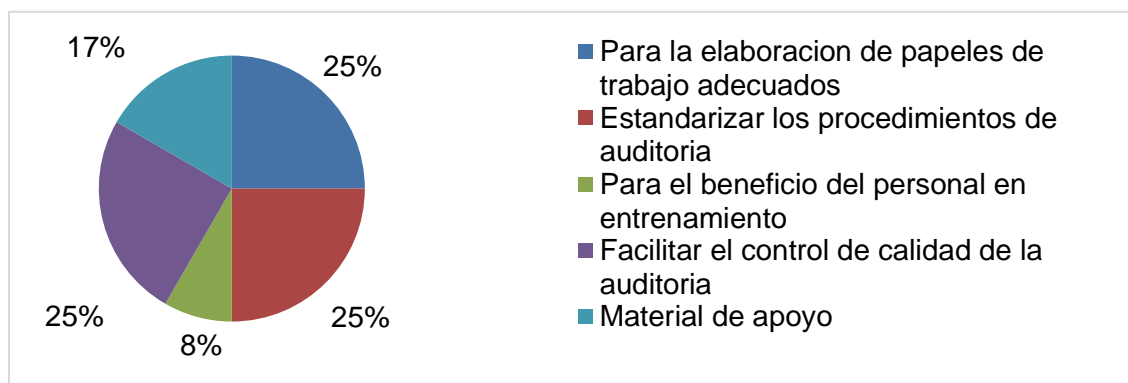 17%
25%
25%
8%
25%
Para la elaboracion de papeles de
trabajo adecuados
Estandarizar los procedimientos de
auditoria
Para el beneficio del personal en
entrenamiento
Facilitar el control de calidad de la
auditoria
Material de apoyo